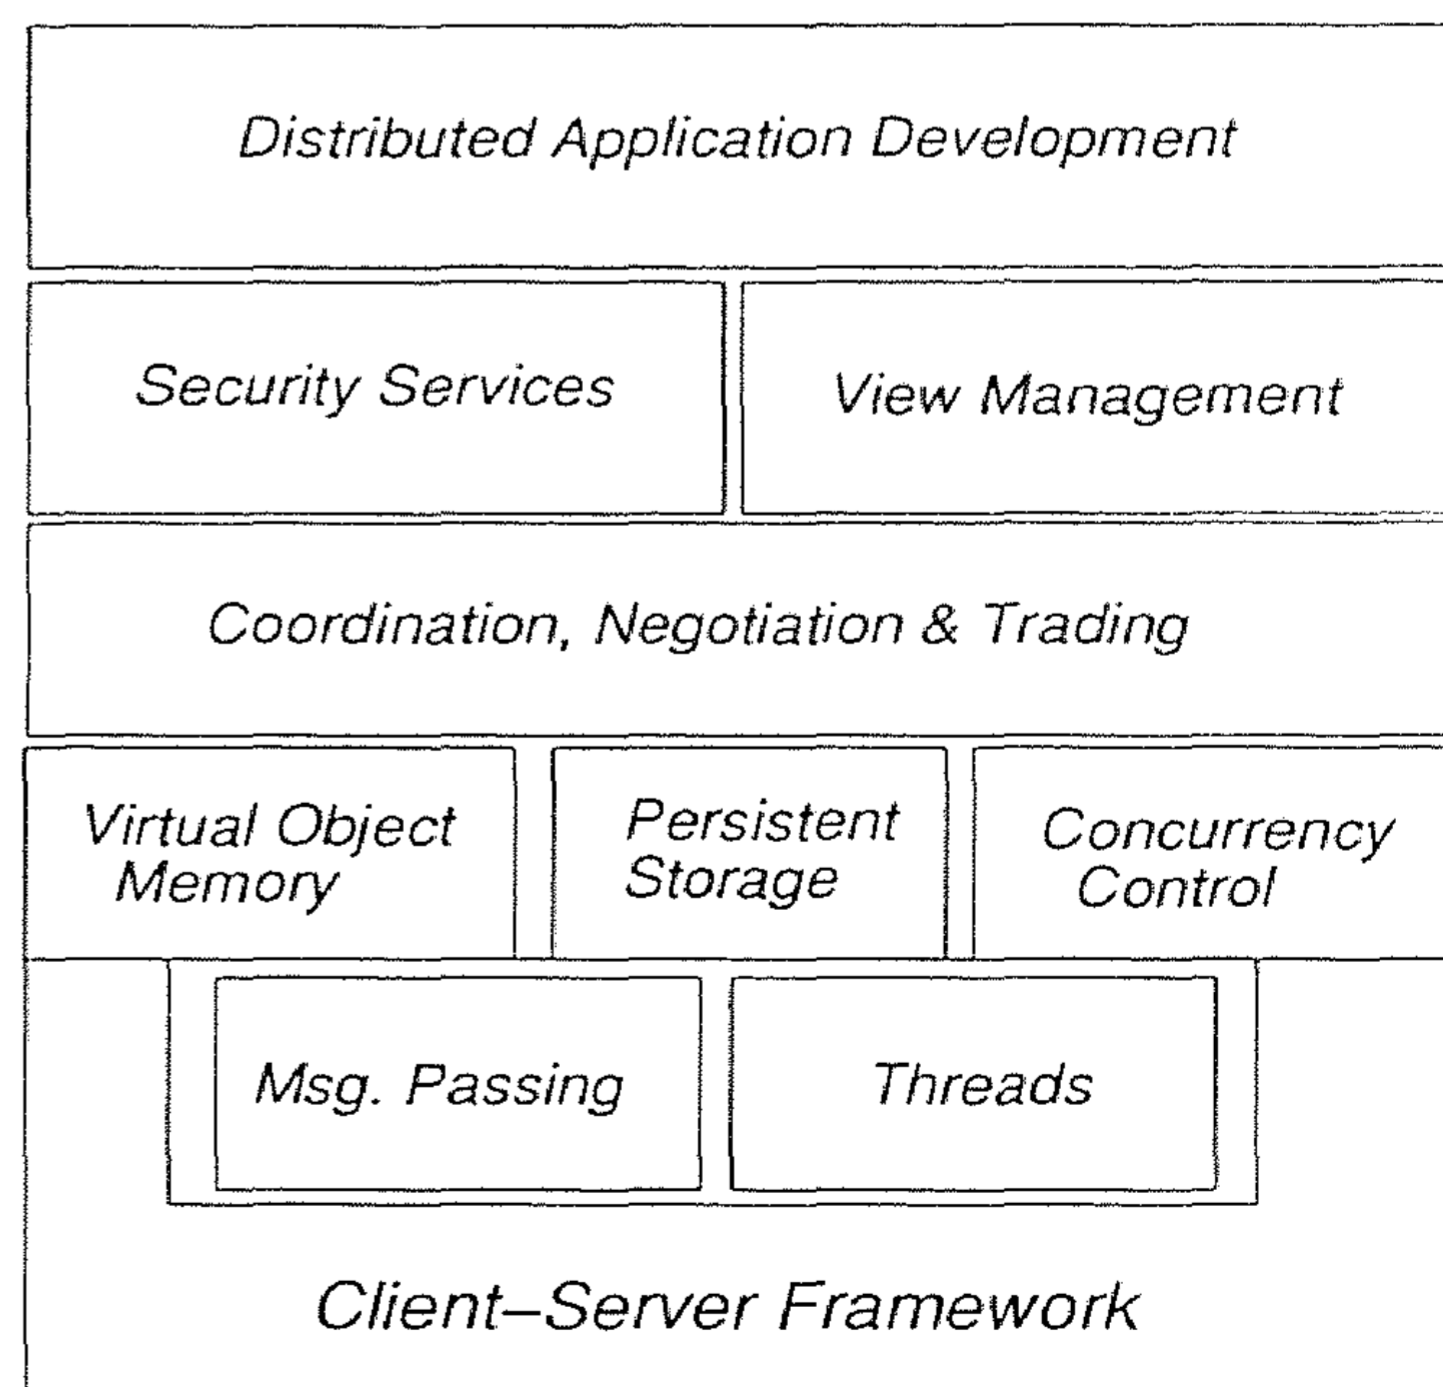 Distributed Application Development
Security Services
View Management
Coordination, Negotiation & Trading
Virtual Object
Memory
Persistent
Storage
Concurrency
Control
Msg. Passing
Threads
Client–Server Framework